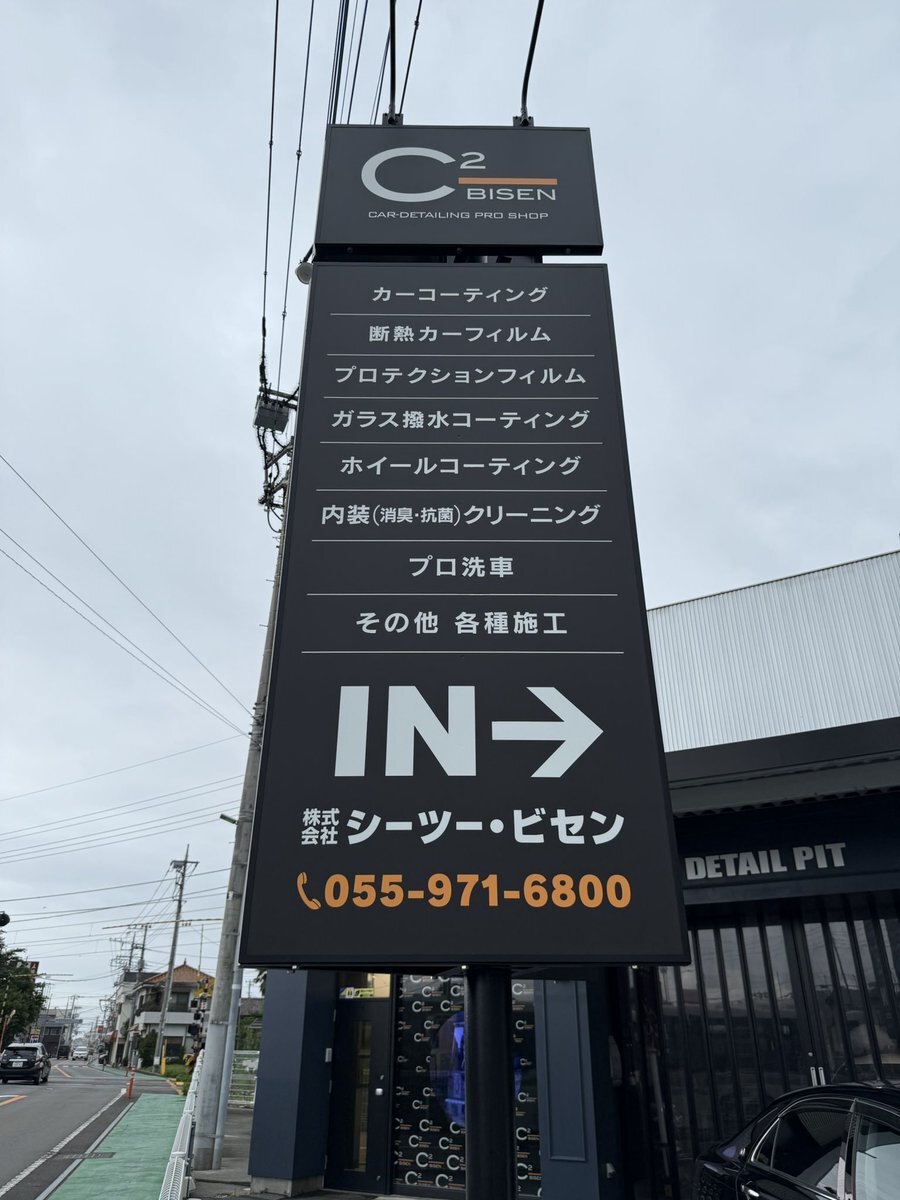 C²
BISEN
CAR-DETAILING PRO SHOP
カーコーティング
断熱カーフィルム
プロテクションフィルム
ガラス撥水コーティング
ホイールコーティング
内装(消臭・抗菌)クリーニング
プロ洗車
その他 各種施工
IN→
株式会社 シーツー・ビセン
055-971-6800
DETAIL PIT
C²
BISEN